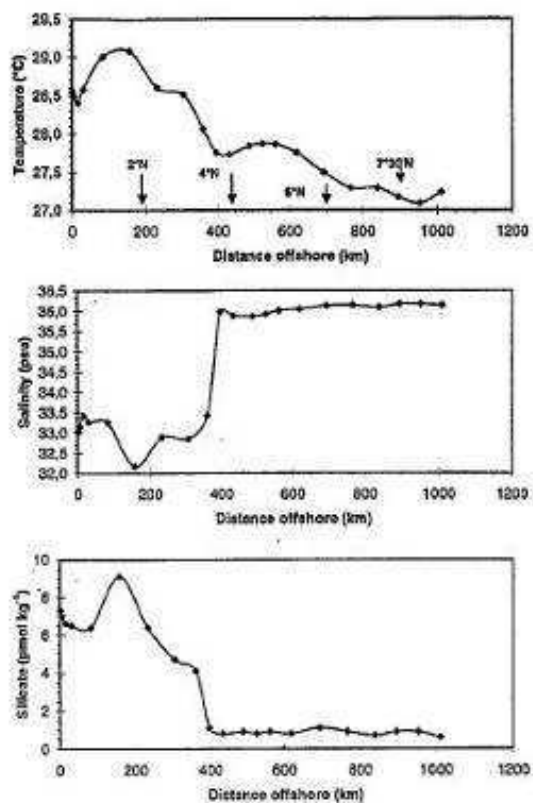 29,5
29,0
28,5
28,0
27,5
27,0
Temperature (°C)
2°N
4°N
6°N
7°30N
0 200 400 600 800 1000 1200
Distance offshore (km)
36,5
36,0
35,5
35,0
34,5
34,0
33,5
33,0
32,5
32,0
Salinity (psu)
0 200 400 600 800 1000 1200
Distance offshore (km)
10
8
6
4
2
0
Silicate (µmol kg⁻¹)
0 200 400 600 800 1000 1200
Distance offshore (km)